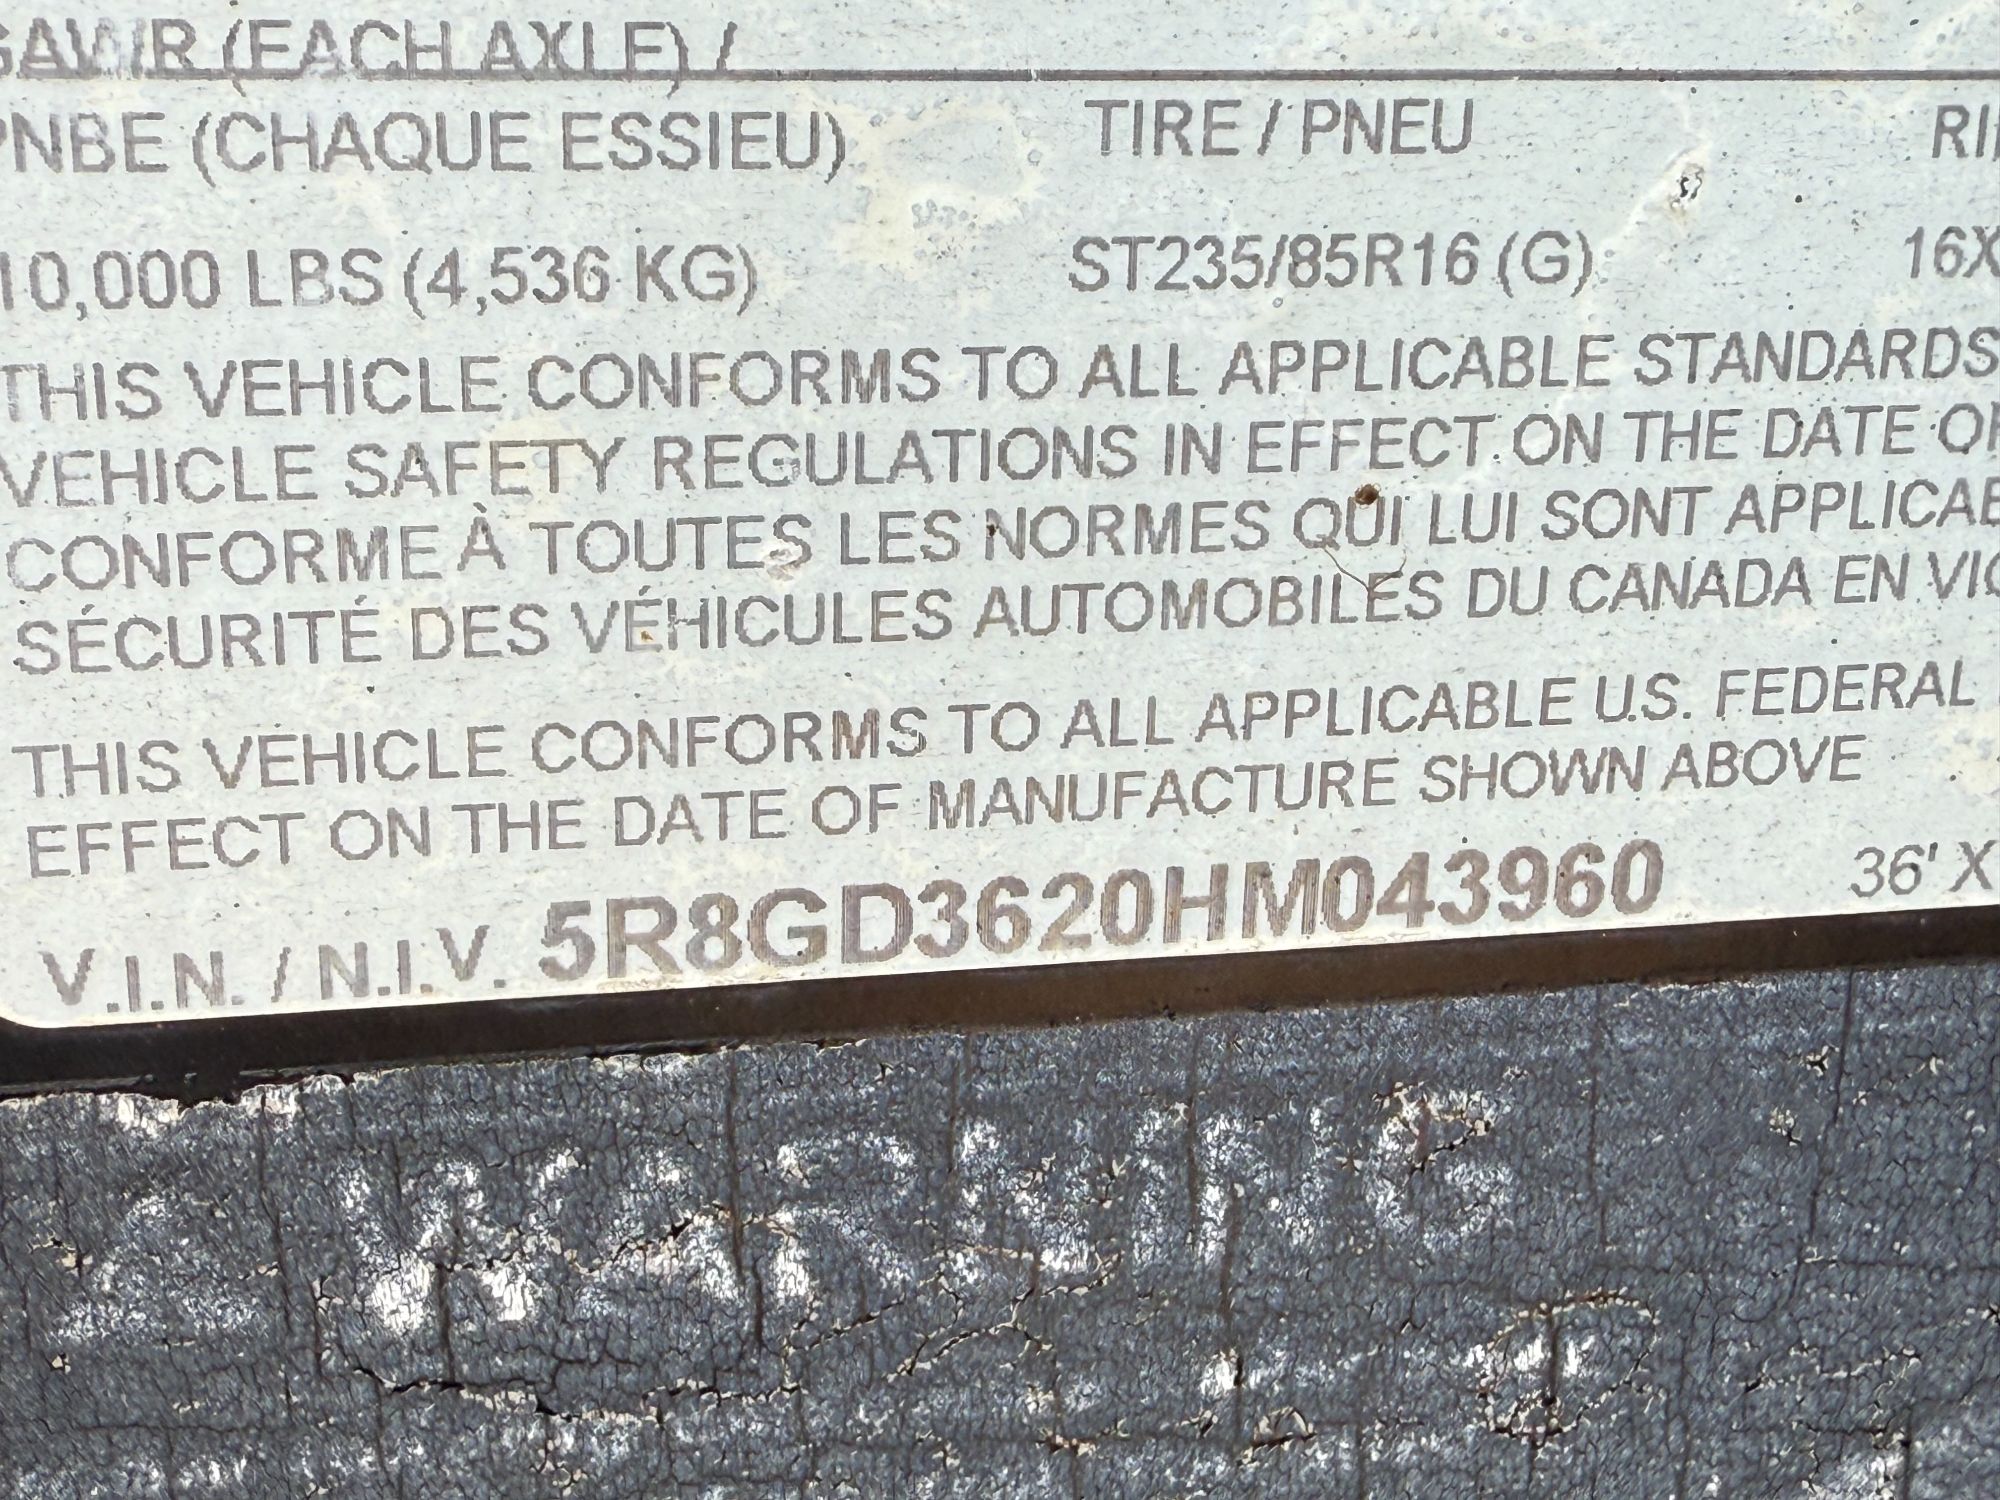 GAWR (EACH AXLE) /
PNBE (CHAQUE ESSIEU) TIRE / PNEU
10,000 LBS (4,536 KG) ST235/85R16 (G) 16X
THIS VEHICLE CONFORMS TO ALL APPLICABLE STANDARDS
VEHICLE SAFETY REGULATIONS IN EFFECT ON THE DATE
CONFORME À TOUTES LES NORMES QUI LUI SONT
SÉCURITÉ DES VÉHICULES AUTOMOBILES DU CANADA EN
THIS VEHICLE CONFORMS TO ALL APPLICABLE U.S. FEDERAL
EFFECT ON THE DATE OF MANUFACTURE SHOWN ABOVE
V.I.N. / N.I.V. 5R8GD3620HM043960 36' X
WARNING